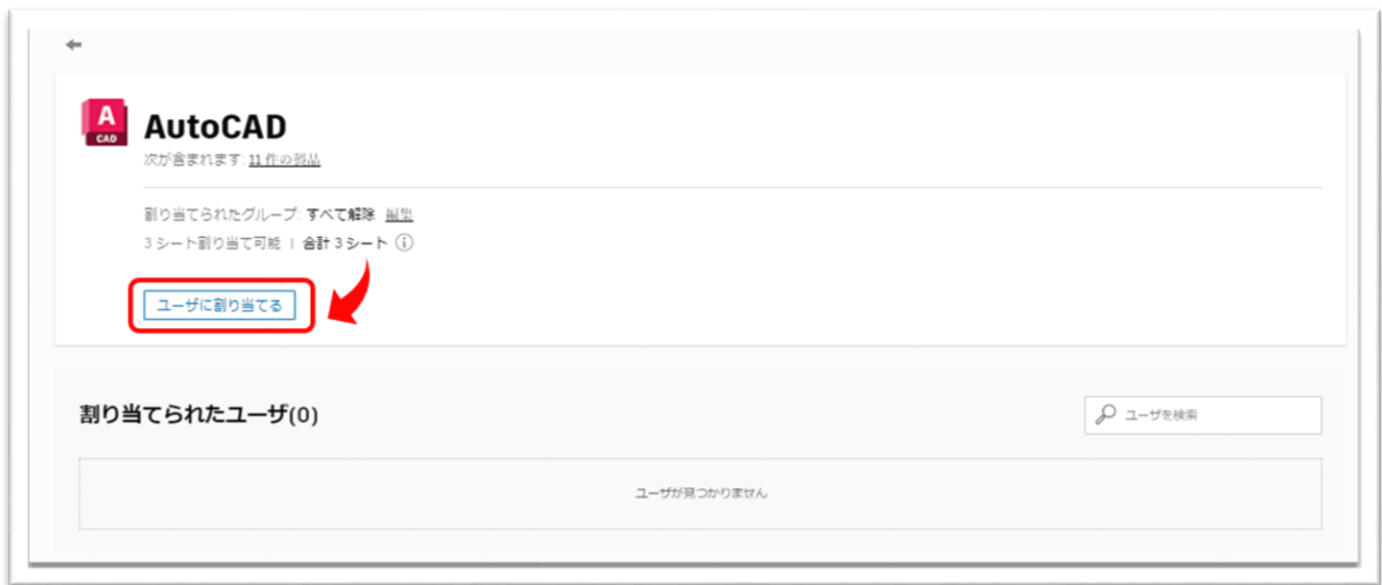 A
CAD
AutoCAD
次が含まれます: 11 件の製品
割り当てられたグループ: すべて解除 編集
3 シート割り当て可能 | 合計 3 シート
ユーザに割り当てる
割り当てられたユーザ(0)
ユーザを検索
ユーザが見つかりません